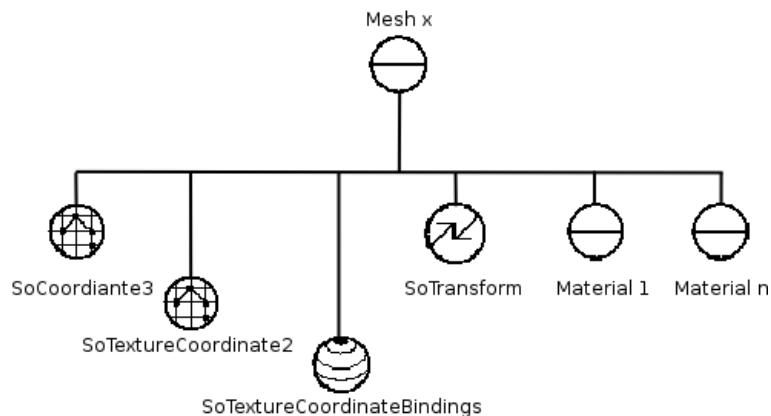 Mesh x
SoCoordiante3
SoTransform
Material 1
Material n
SoTextureCoordinate2
SoTextureCoordinateBindings